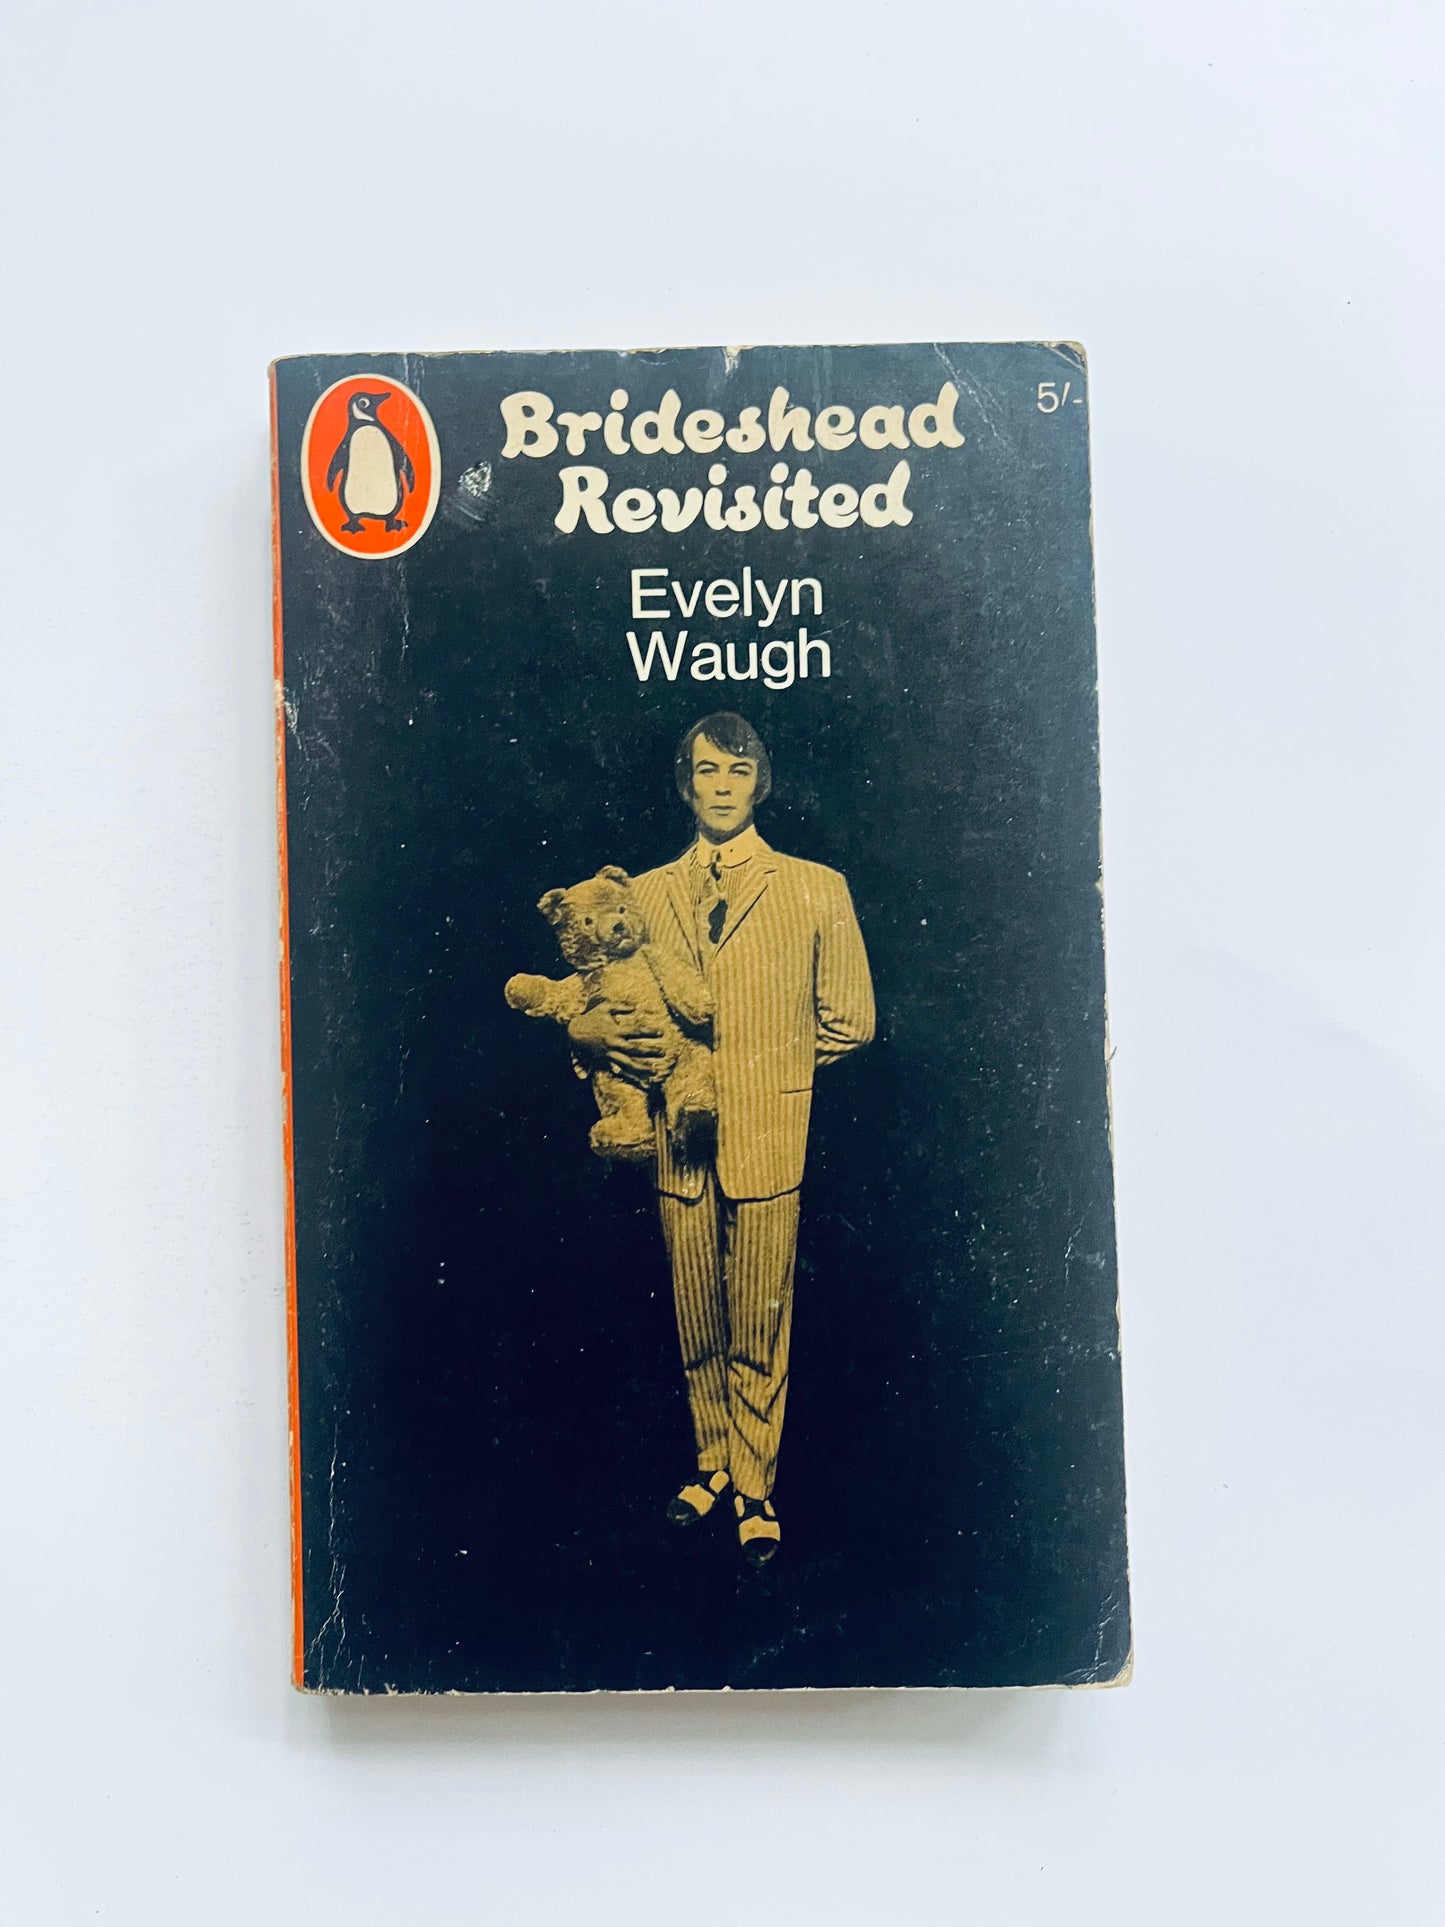 Brideshead
Revisited
5/-
Evelyn
Waugh